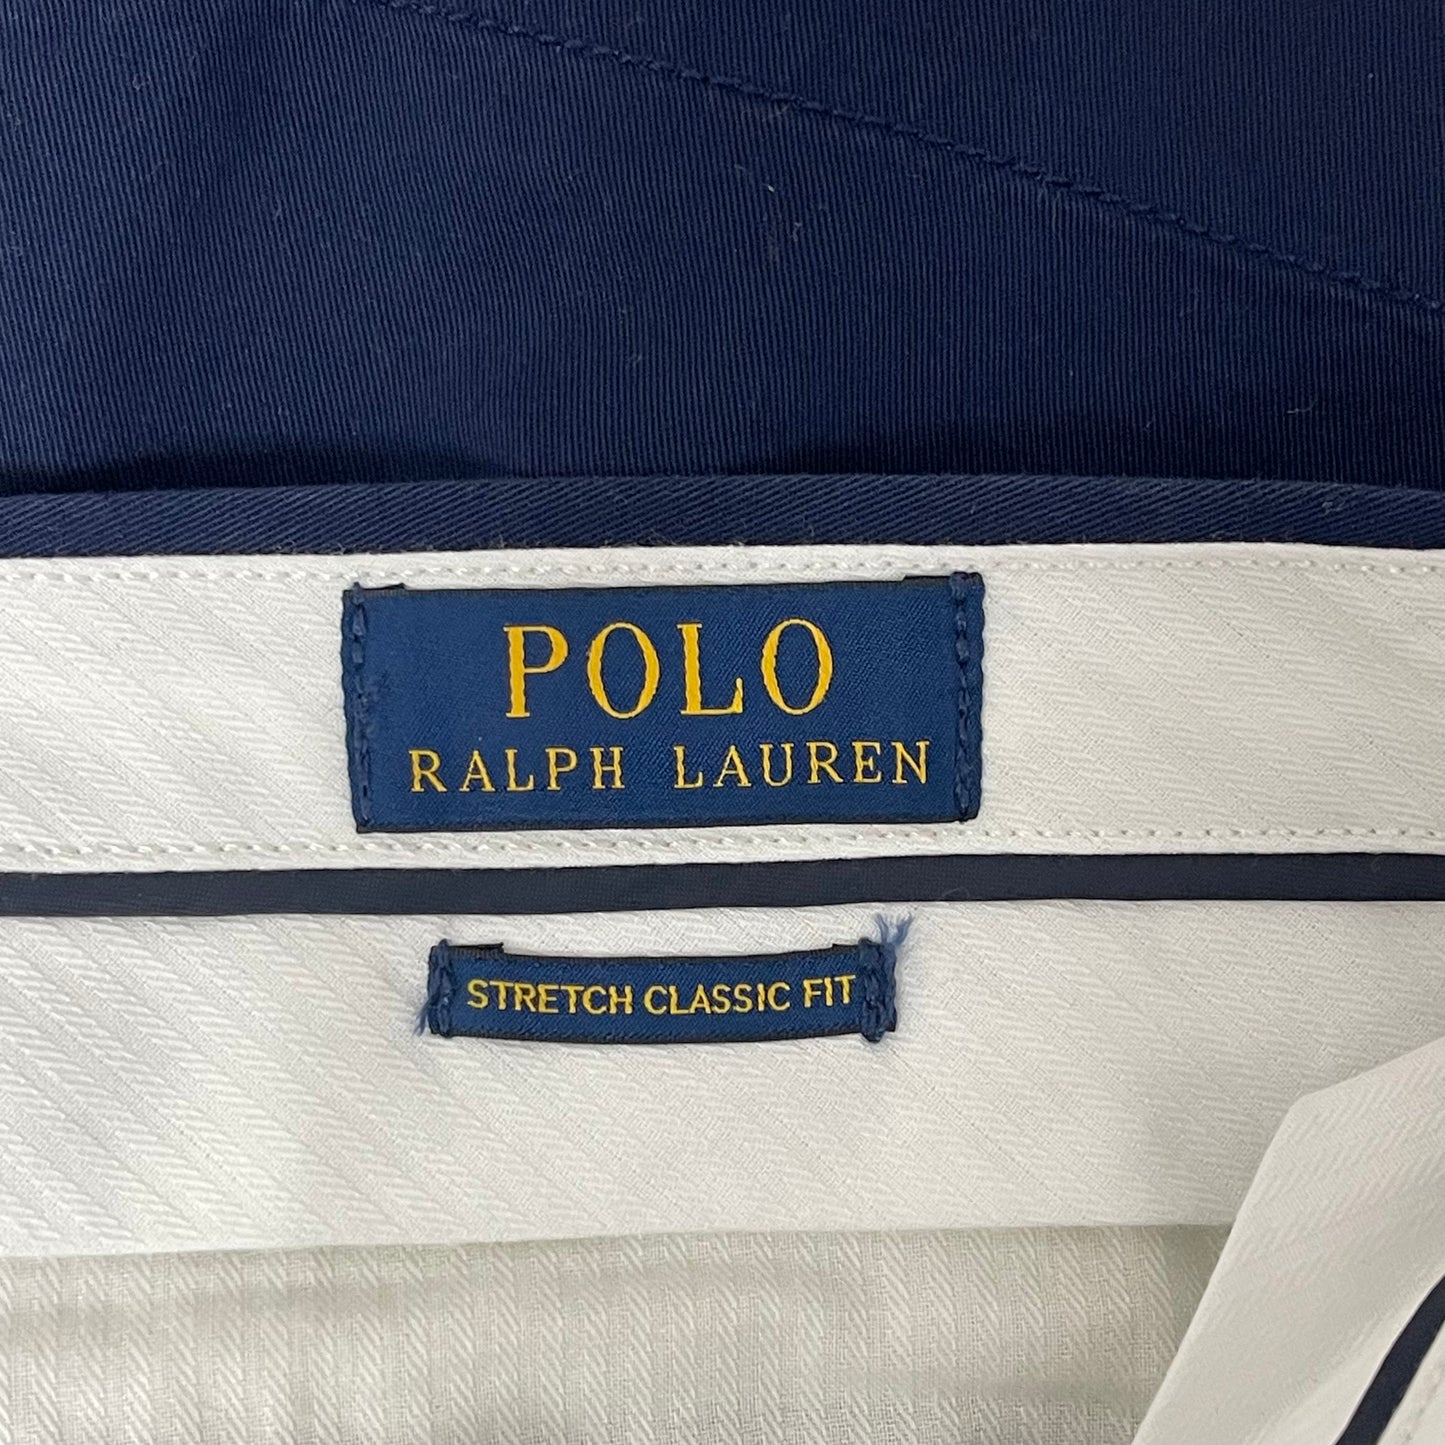 POLO
RALPH LAUREN
STRETCH CLASSIC FIT